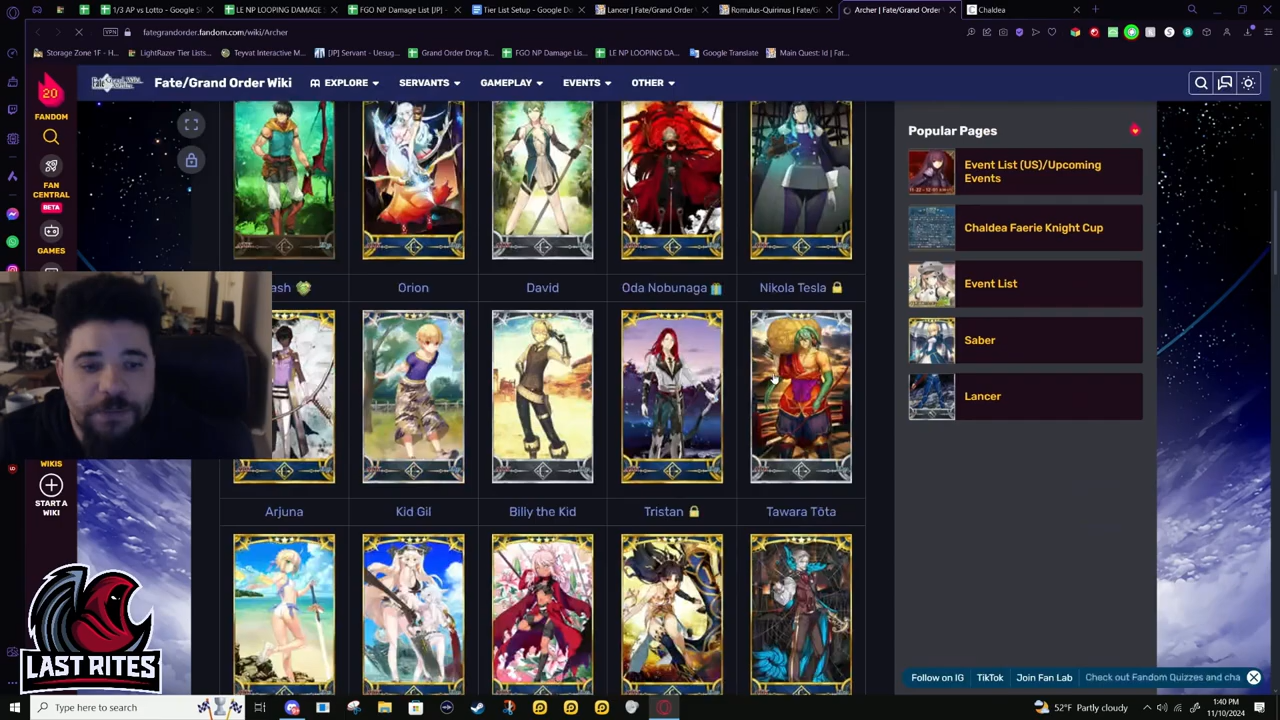 1/3 AP vs Lotto - Google S
LE NP LOOPING DAMAGE
FGO NP Damage List [JP] -
Tier List Setup - Google Do
Lancer | Fate/Grand Order
Romulus-Quirinus | Fate/G
Archer | Fate/Grand Order
Chaldea
VPN
fategrandorder.fandom.com/wiki/Archer
Storage Zone 1F - H...
LightRazer Tier Lists...
Teyvat Interactive M...
[JP] Servant - Uesug...
Grand Order Drop R...
FGO NP Damage Lis...
LE NP LOOPING DA...
Google Translate
Main Quest: Id | Fat...
20
FANDOM
FAN CENTRAL
BETA
GAMES
WIKIS
START A WIKI
Fate/Grand Order Wiki
EXPLORE
SERVANTS
GAMEPLAY
EVENTS
OTHER
ash
Orion
David
Oda Nobunaga
Nikola Tesla
Arjuna
Kid Gil
Billy the Kid
Tristan
Tawara Tōta
Popular Pages
Event List (US)/Upcoming Events
Chaldea Faerie Knight Cup
Event List
Saber
Lancer
Follow on IG
TikTok
Join Fan Lab
Check out Fandom Quizzes and cha
LAST RITES
Type here to search
52°F Partly cloudy
1:40 PM
11/10/2024